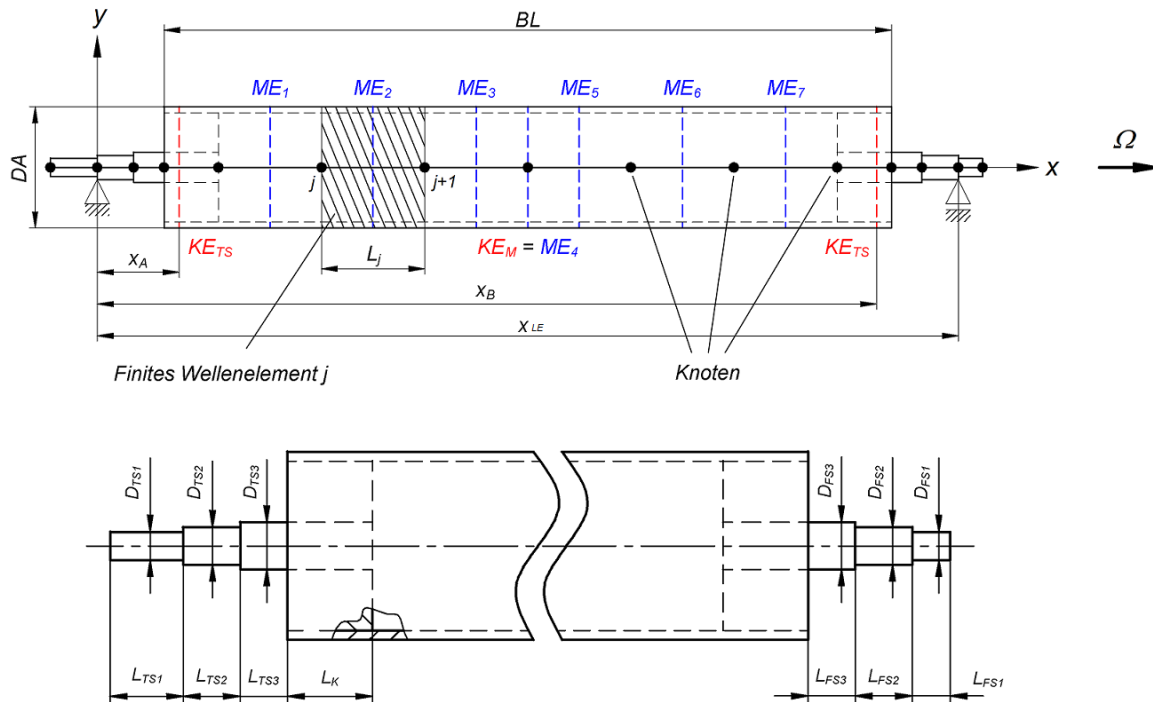 y
BL
ME1 ME2 ME3 ME5 ME6 ME7
DA
j j+1
x
Ω
KETS KEM = ME4 KETS
xA
Lj
xB
xLE
Finites Wellenelement j
Knoten
DTS1 DTS2 DTS3 DFS3 DFS2 DFS1
LTS1 LTS2 LTS3 LK LFS3 LFS2 LFS1